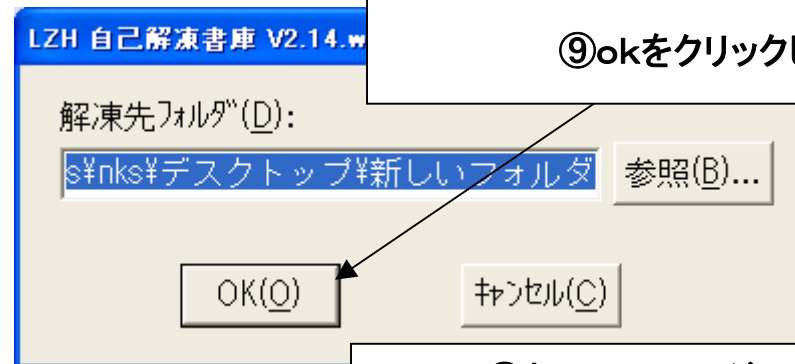 LZH 自己解凍書庫 V2.14.w
⑨okをクリックし
解凍先ﾌｫﾙﾀﾞ(D):
s¥nks¥デスクトップ¥新しいフォルダ
参照(B)...
OK(O)
ｷｬﾝｾﾙ(C)